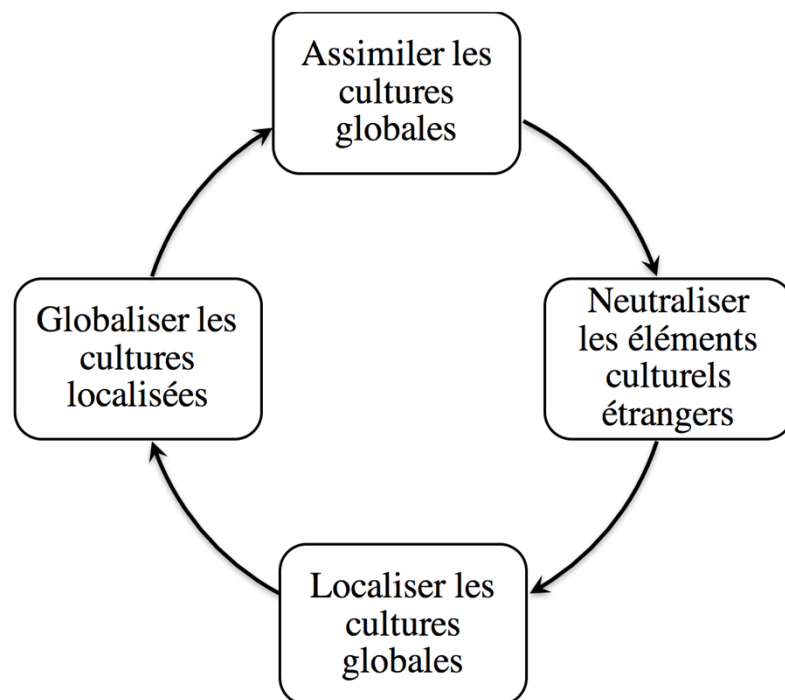 Assimiler les
cultures
globales
Neutraliser
les éléments
culturels
étrangers
Localiser les
cultures
globales
Globaliser les
cultures
localisées